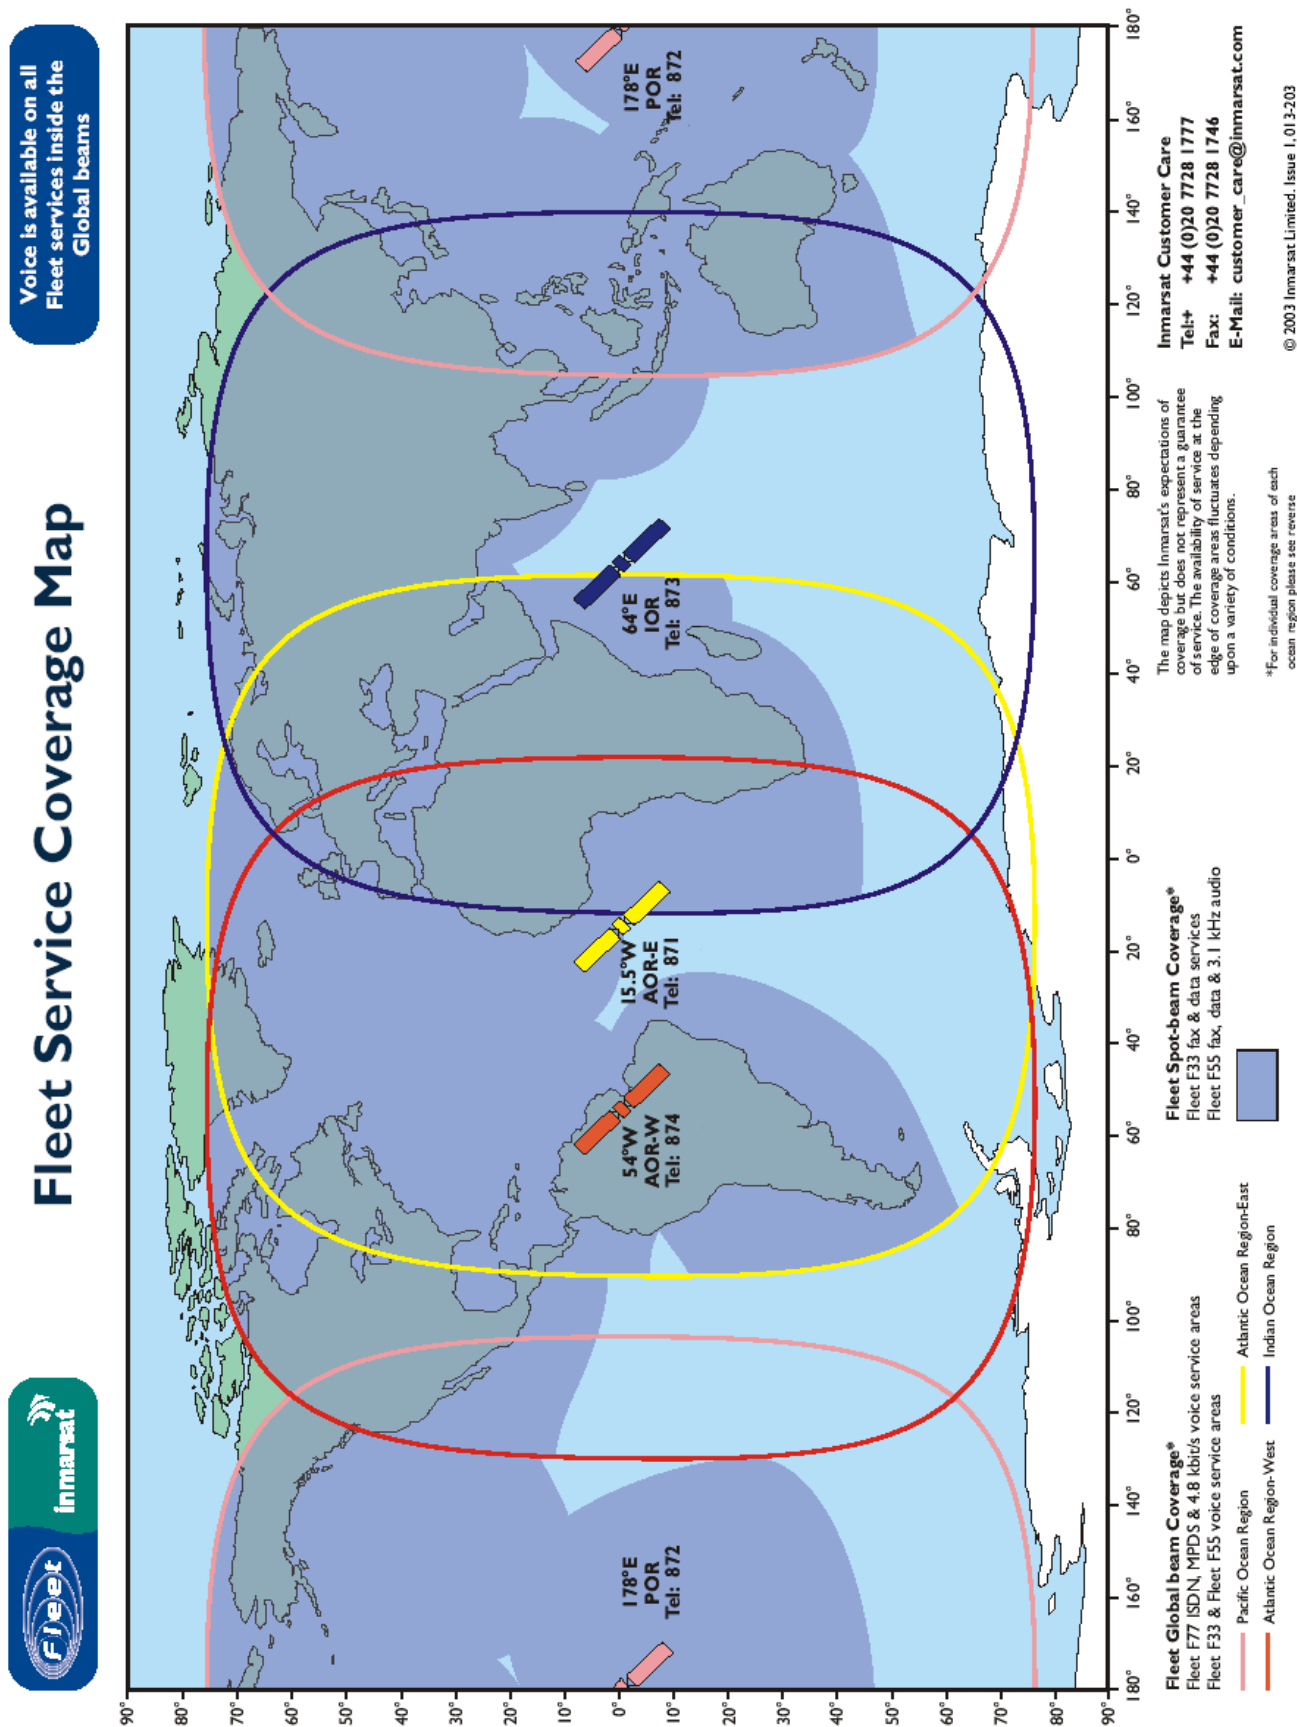 Fleet
inmarsat
Fleet Service Coverage Map
Voice is available on all
Fleet services inside the
Global beams
90°
80°
70°
60°
50°
40°
30°
20°
10°
0°
10°
20°
30°
40°
50°
60°
70°
80°
90°
178°E
POR
Tel: 872
54°W
AOR-W
Tel: 874
15.5°W
AOR-E
Tel: 871
64°E
IOR
Tel: 873
178°E
POR
Tel: 872
180°
160°
140°
120°
100°
80°
60°
40°
20°
0°
20°
40°
60°
80°
100°
120°
140°
160°
180°
Fleet Global beam Coverage*
Fleet F77 ISDN, MPDS & 4.8 kbit/s voice service areas
Fleet F33 & Fleet F55 voice service areas
Pacific Ocean Region
Atlantic Ocean Region-East
Atlantic Ocean Region-West
Indian Ocean Region
Fleet Spot-beam Coverage*
Fleet F33 fax & data services
Fleet F55 fax, data & 3.1 kHz audio
The map depicts Inmarsat's expectations of
coverage but does not represent a guarantee
of service. The availability of service at the
edge of coverage areas fluctuates depending
upon a variety of conditions.
*For individual coverage areas of each
ocean region please see reverse
Inmarsat Customer Care
Tel:+ +44 (0)20 7728 1777
Fax: +44 (0)20 7728 1746
E-Mail: customer_care@inmarsat.com
© 2003 Inmarsat Limited. Issue 1,013-203